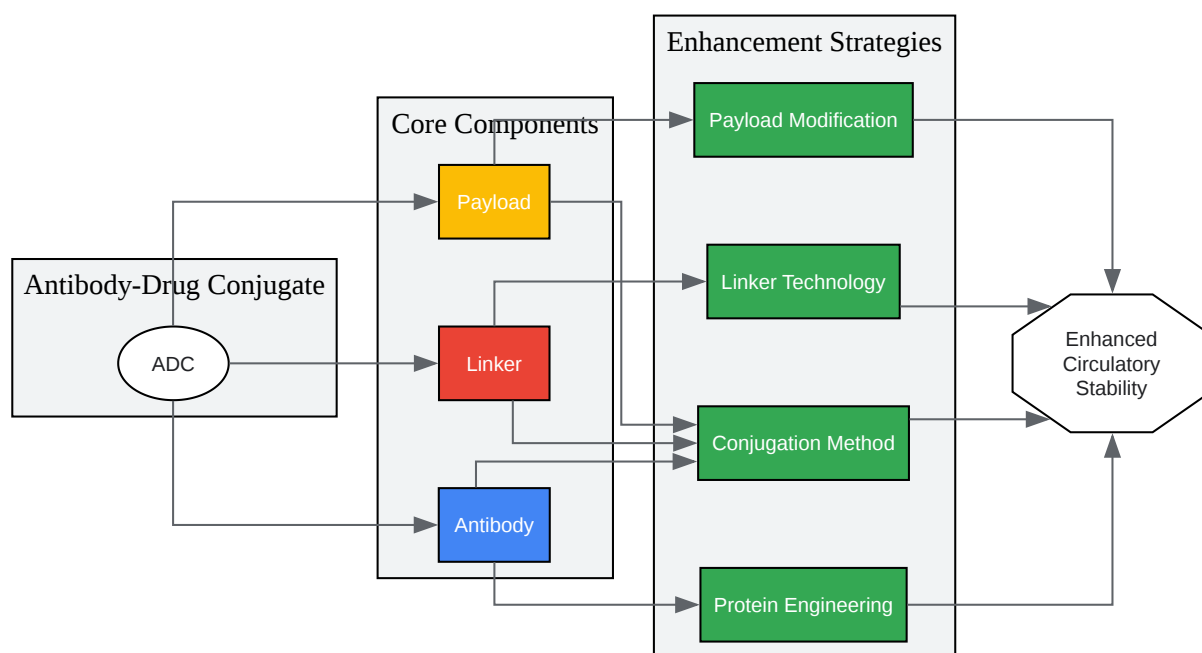 Antibody-Drug Conjugate
ADC
Core Components
Payload
Linker
Antibody
Enhancement Strategies
Payload Modification
Linker Technology
Conjugation Method
Protein Engineering
Enhanced
Circulatory
Stability